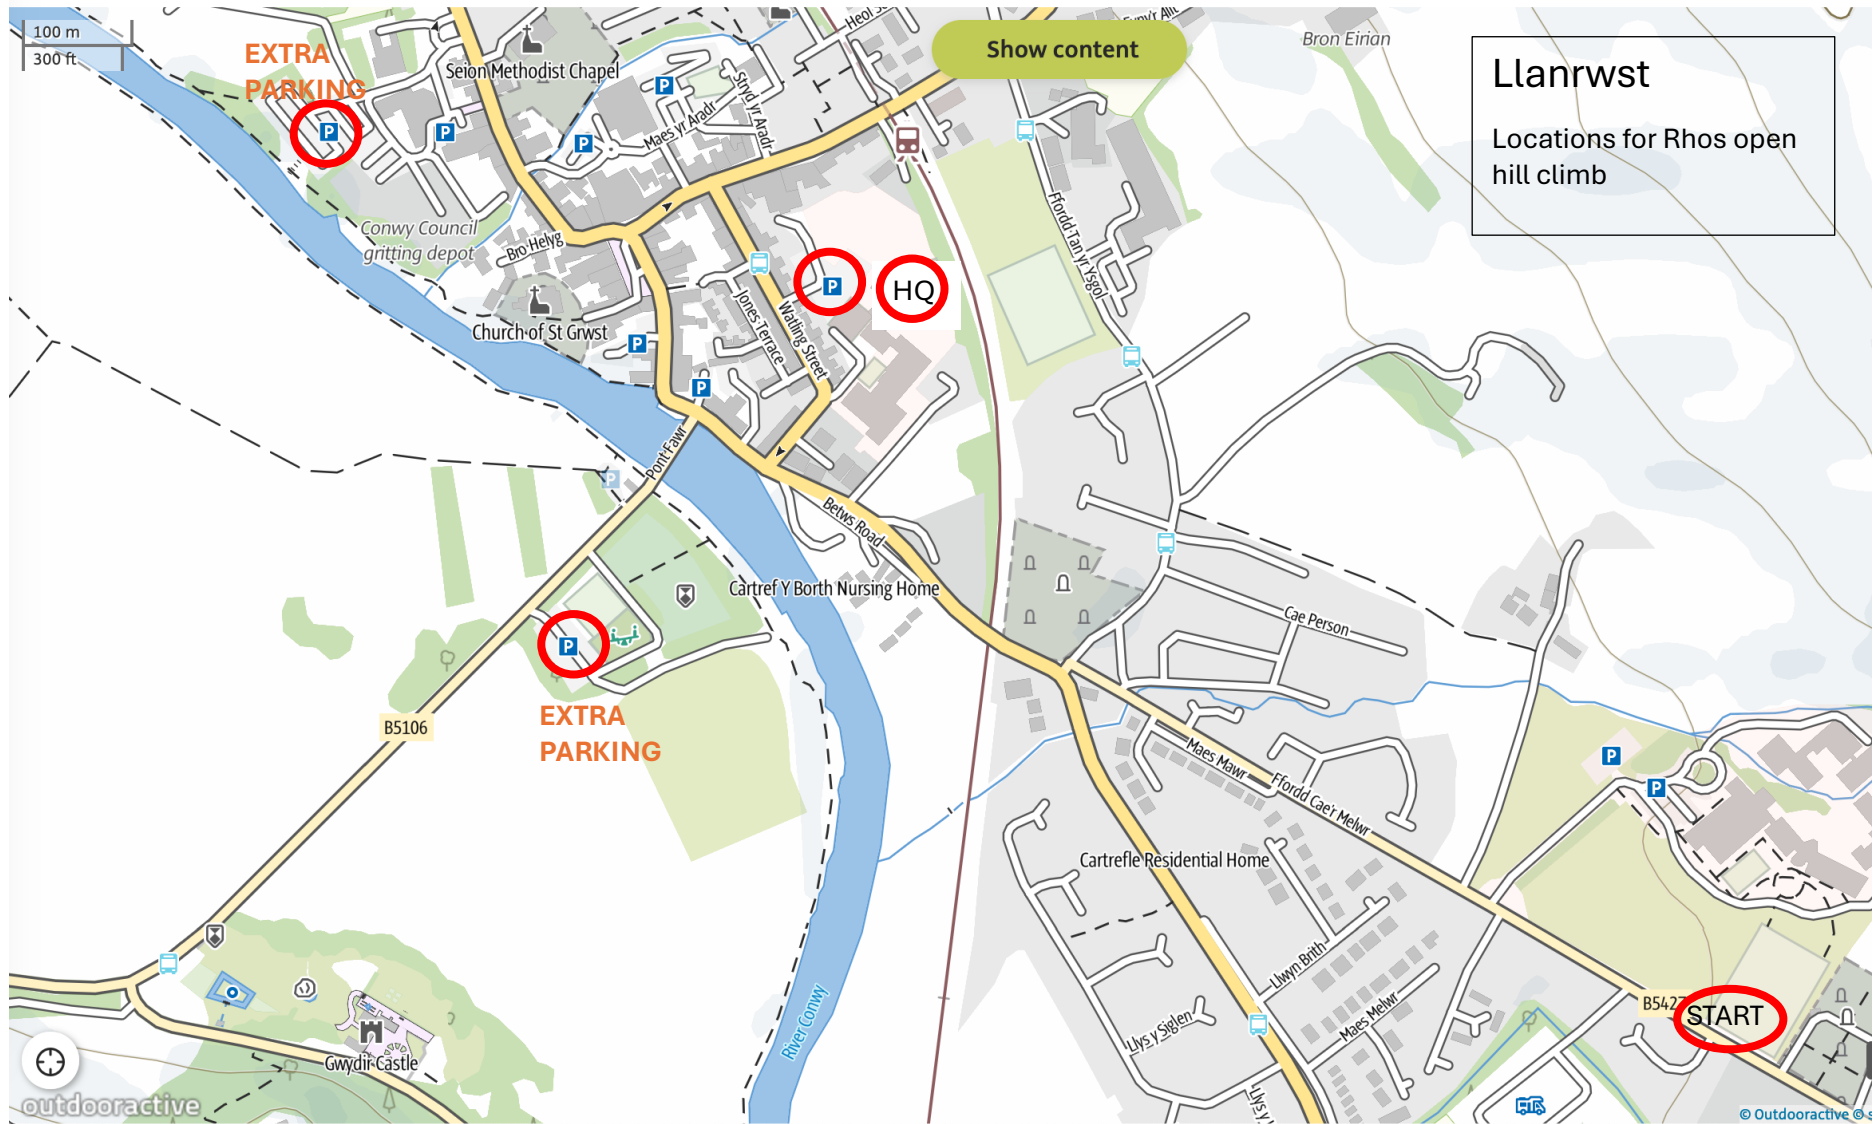 100 m
300 ft
EXTRA
PARKING
Seion Methodist Chapel
Show content
Bron Eirian
Llanrwst
Locations for Rhos open
hill climb
P
P
P
P
Maes yr Aradr
Stryd yr Aradr
Conwy Council
gritting depot
Bro Helyg
Ffordd Tan yr Ysgol
P
HQ
Church of St Grwst
P
Jones Terrace
Watling Street
P
Pont Fawr
P
Betws Road
Cartref Y Borth Nursing Home
Cae Person
P
EXTRA
PARKING
B5106
Maes Mawr
Ffordd Cae'r Melwr
P
P
Cartrefle Residential Home
Llwyn Brith
Maes Melwr
Llys y Siglen
River Conwy
B5427
START
Gwydir Castle
Llys y
outdooractive
© Outdooractive ©